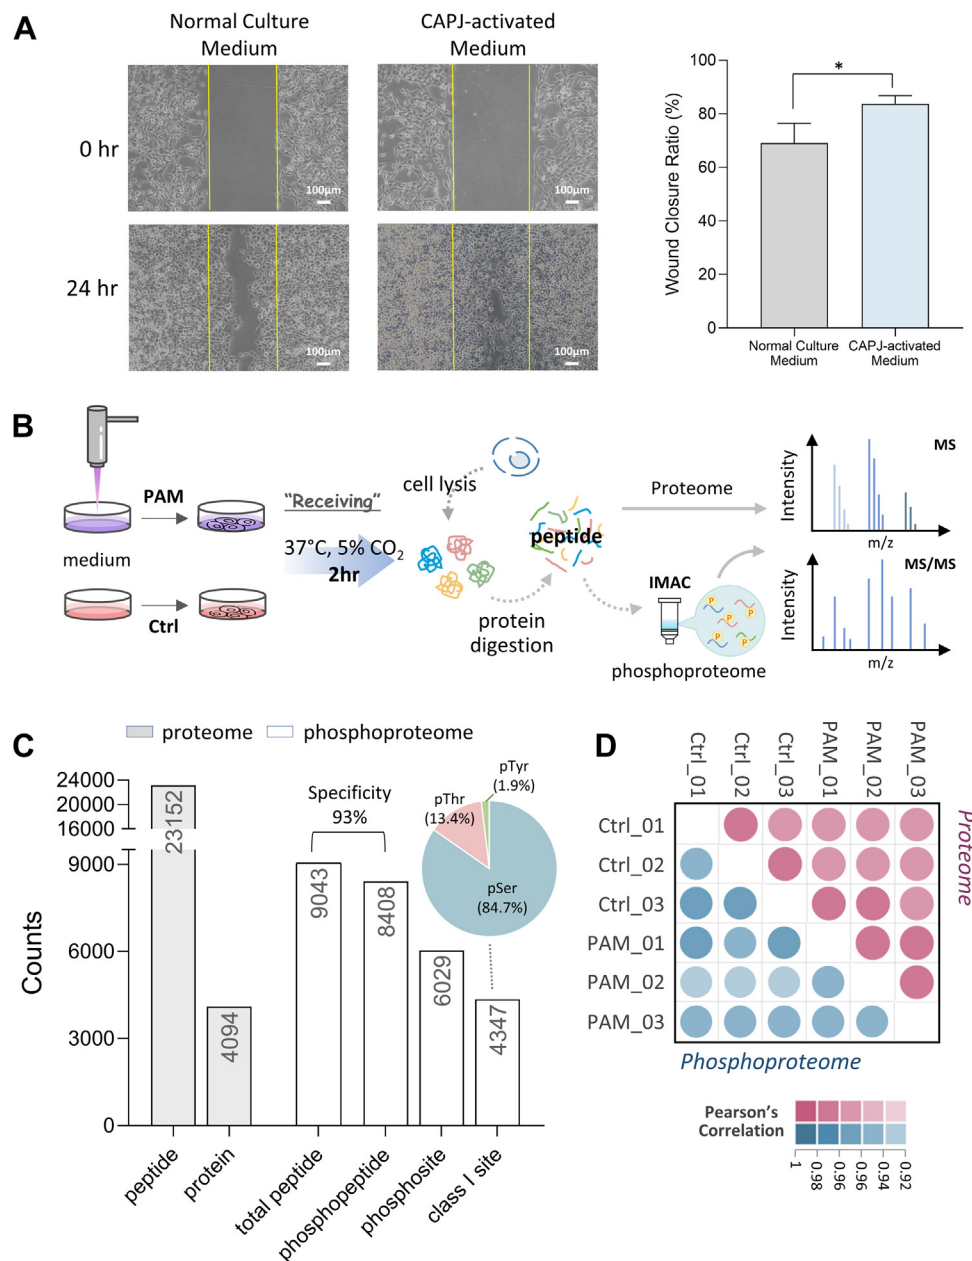 A
Normal Culture
Medium
CAPJ-activated
Medium
0 hr
100µm
100µm
24 hr
100µm
100µm
Wound Closure Ratio (%)
100
80
60
40
20
0
*
Normal Culture
Medium
CAPJ-activated
Medium
B
PAM
medium
Ctrl
"Receiving"
37°C, 5% CO2
2hr
cell lysis
protein
digestion
peptide
Proteome
IMAC
P
P
P
P
P
phosphoproteome
Intensity
MS
m/z
Intensity
MS/MS
m/z
C
proteome
phosphoproteome
Counts
24000
20000
16000
9000
6000
3000
0
23152
4094
9043
8408
6029
4347
Specificity
93%
pTyr
(1.9%)
pThr
(13.4%)
pSer
(84.7%)
peptide
protein
total peptide
phosphopeptide
phosphosite
class I site
D
Ctrl_01
Ctrl_02
Ctrl_03
PAM_01
PAM_02
PAM_03
Ctrl_01
Ctrl_02
Ctrl_03
PAM_01
PAM_02
PAM_03
Proteome
Phosphoproteome
Pearson's
Correlation
1
0.98
0.96
0.96
0.94
0.92